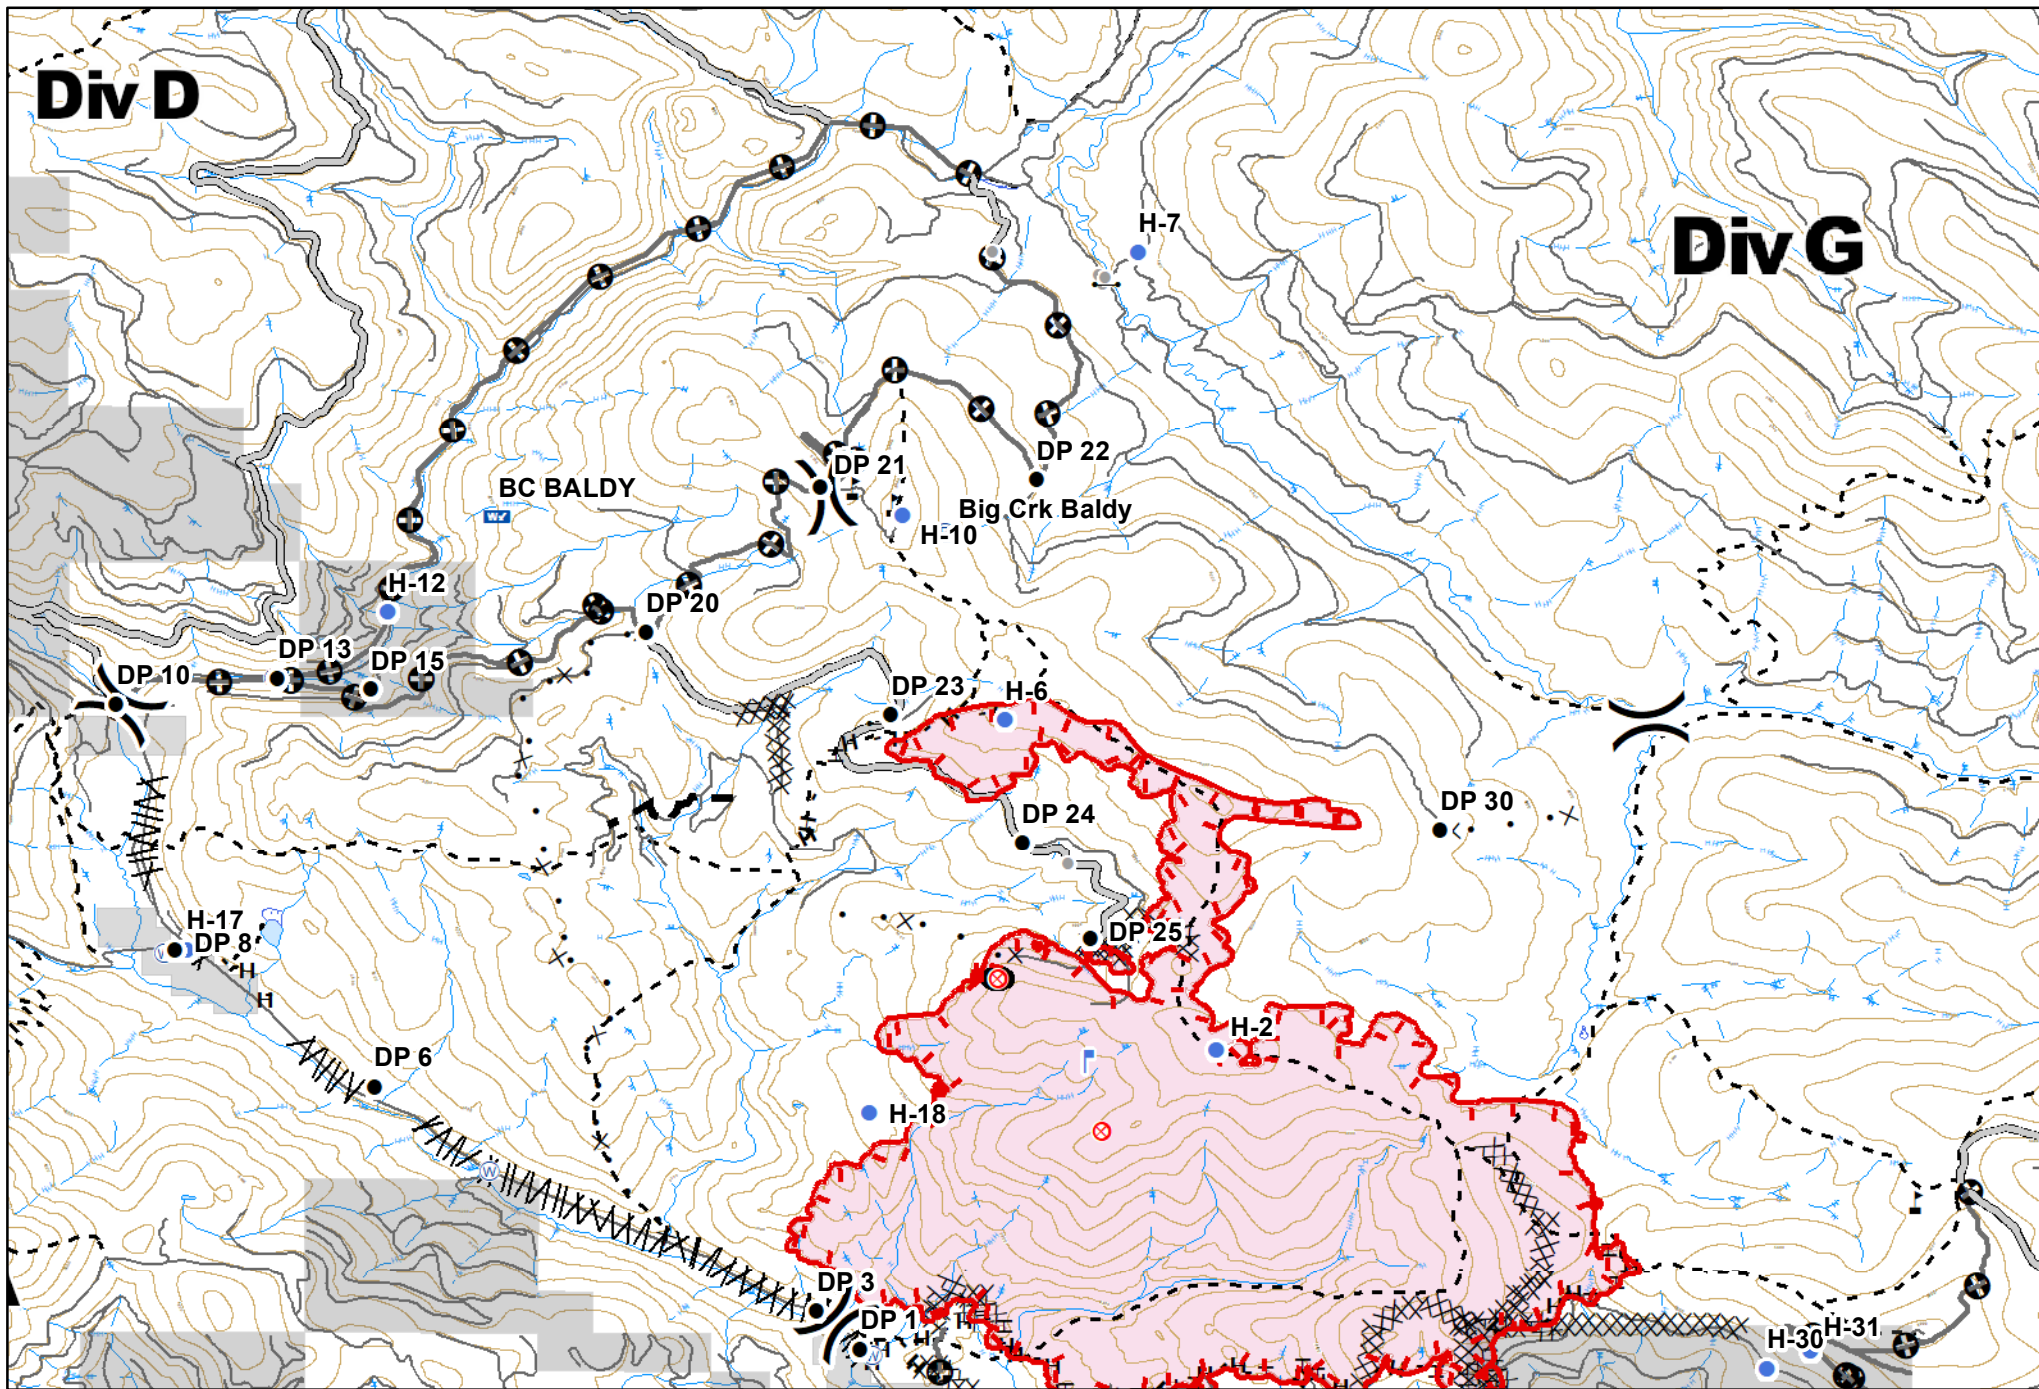 Div D
H-7
Div G
DP 22
DP 21
BC BALDY
Big Crk Baldy
H-10
H-12
DP 20
DP 13
DP 15
DP 10
DP 23
H-6
DP 30
DP 24
H-17
DP 8
DP 25
H
H
H-2
DP 6
H-18
W
DP 3
DP 1
H-31
H-30